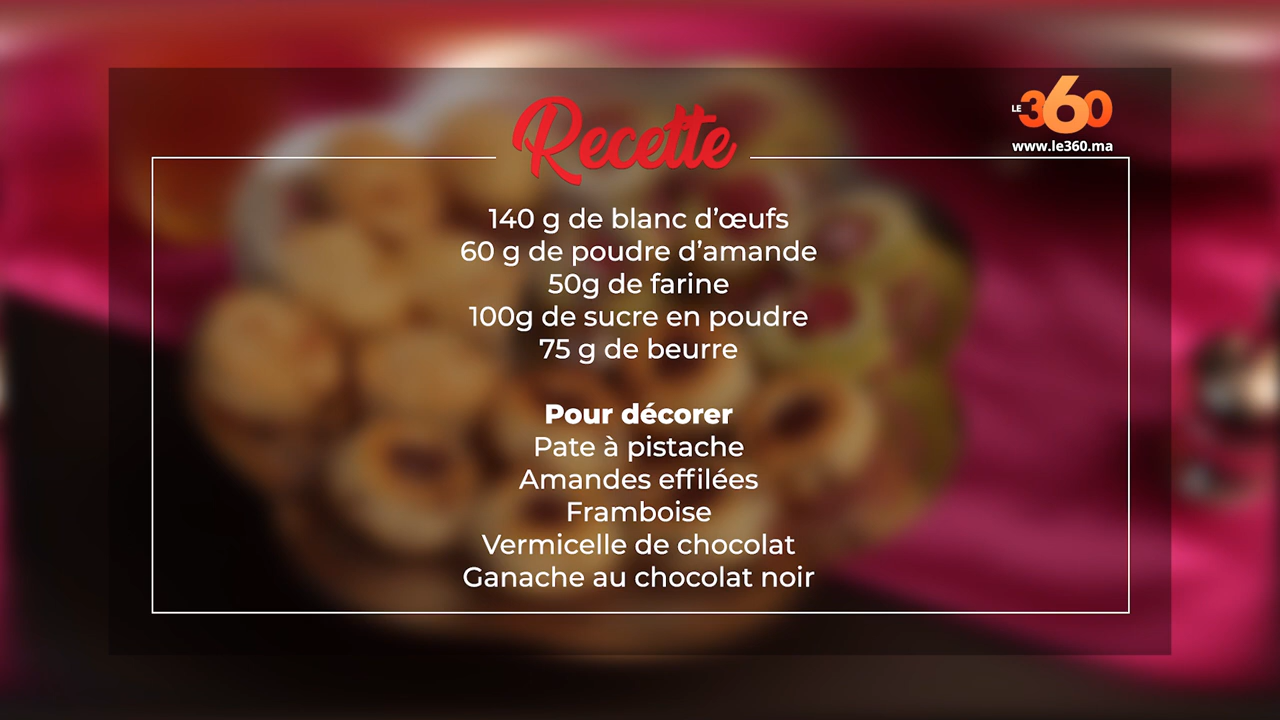 Recette
LE 360
www.le360.ma
140 g de blanc d’œufs
60 g de poudre d’amande
50g de farine
100g de sucre en poudre
75 g de beurre
Pour décorer
Pate à pistache
Amandes effilées
Framboise
Vermicelle de chocolat
Ganache au chocolat noir